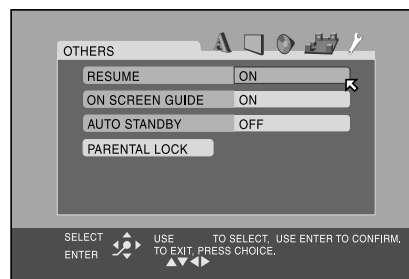 OTHERS
RESUME ON
ON SCREEN GUIDE ON
AUTO STANDBY OFF
PARENTAL LOCK
SELECT
ENTER
USE TO SELECT, USE ENTER TO CONFIRM.
TO EXIT, PRESS CHOICE.